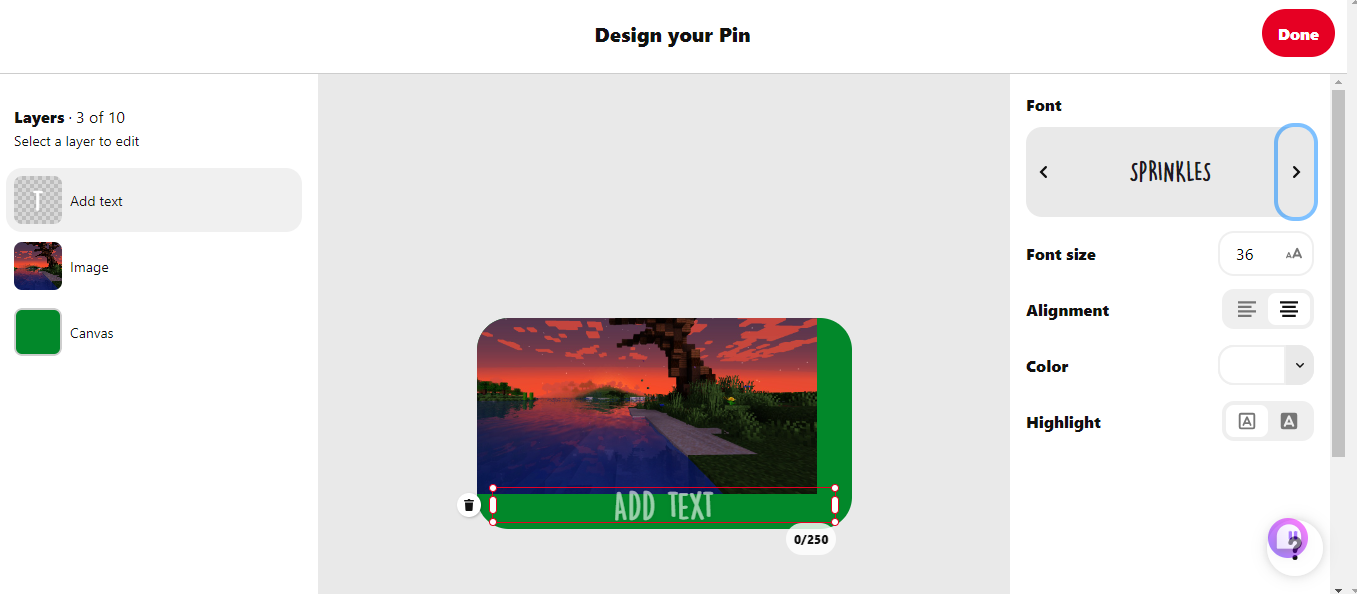 Design your Pin
Done
Layers · 3 of 10
Select a layer to edit
T
Add text
Image
Canvas
ADD TEXT
0/250
Font
SPRINKLES
Font size
36
AA
Alignment
Color
Highlight
A
A
?